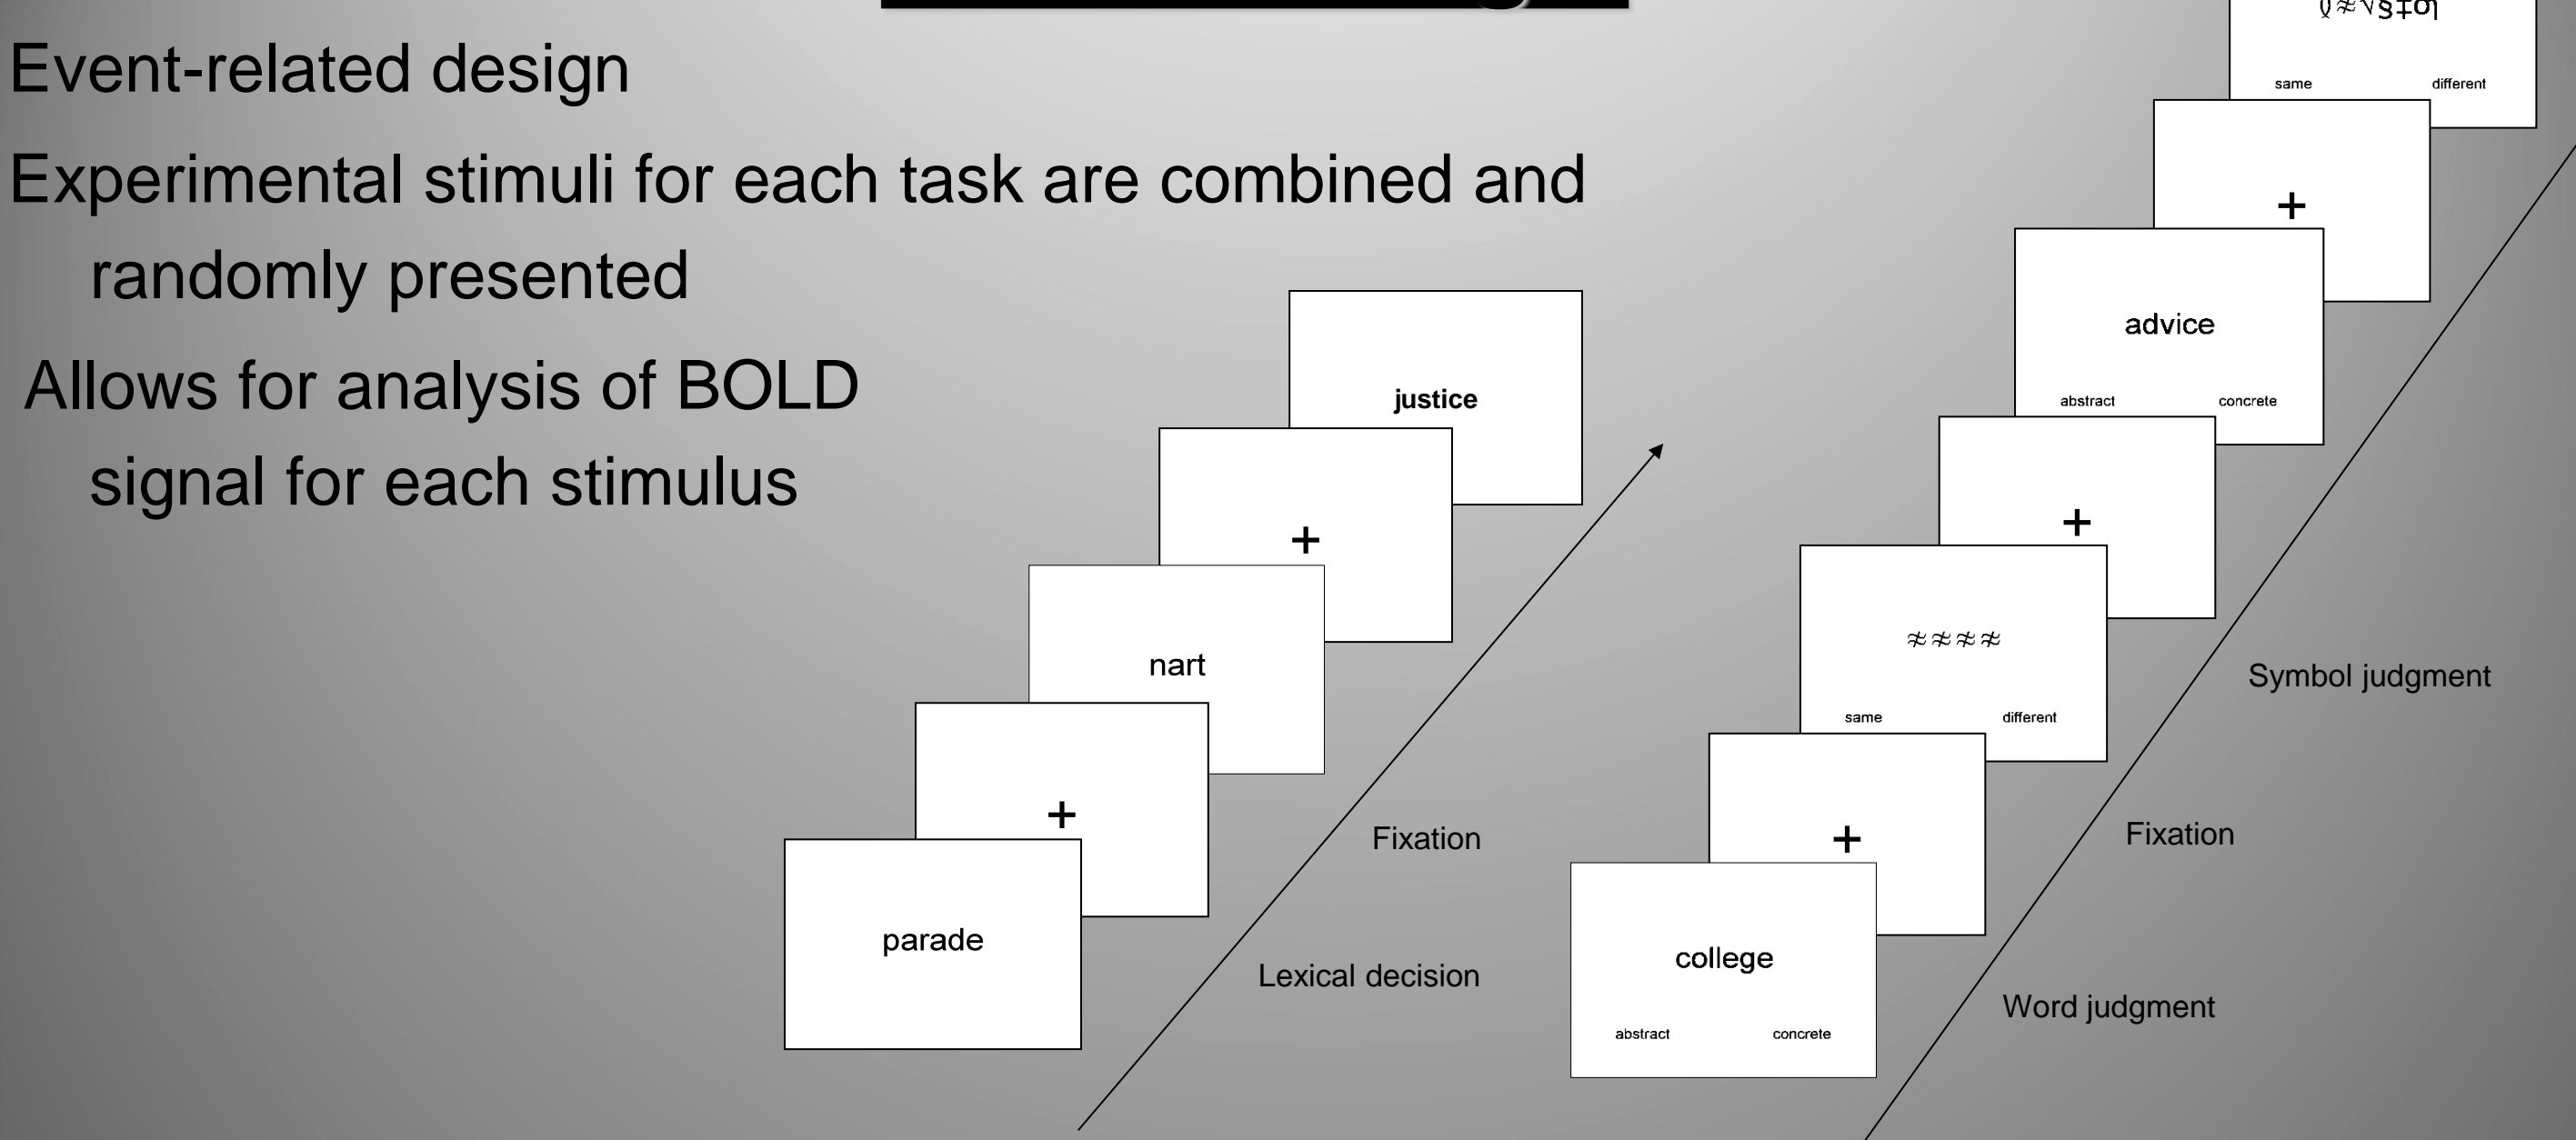 Event-related design
Experimental stimuli for each task are combined and
randomly presented
Allows for analysis of BOLD
signal for each stimulus
justice
+
nart
+
parade
Fixation
Lexical decision
same different
+
advice
abstract concrete
+
≉≉≉≉
same different
+
college
abstract concrete
Symbol judgment
Fixation
Word judgment